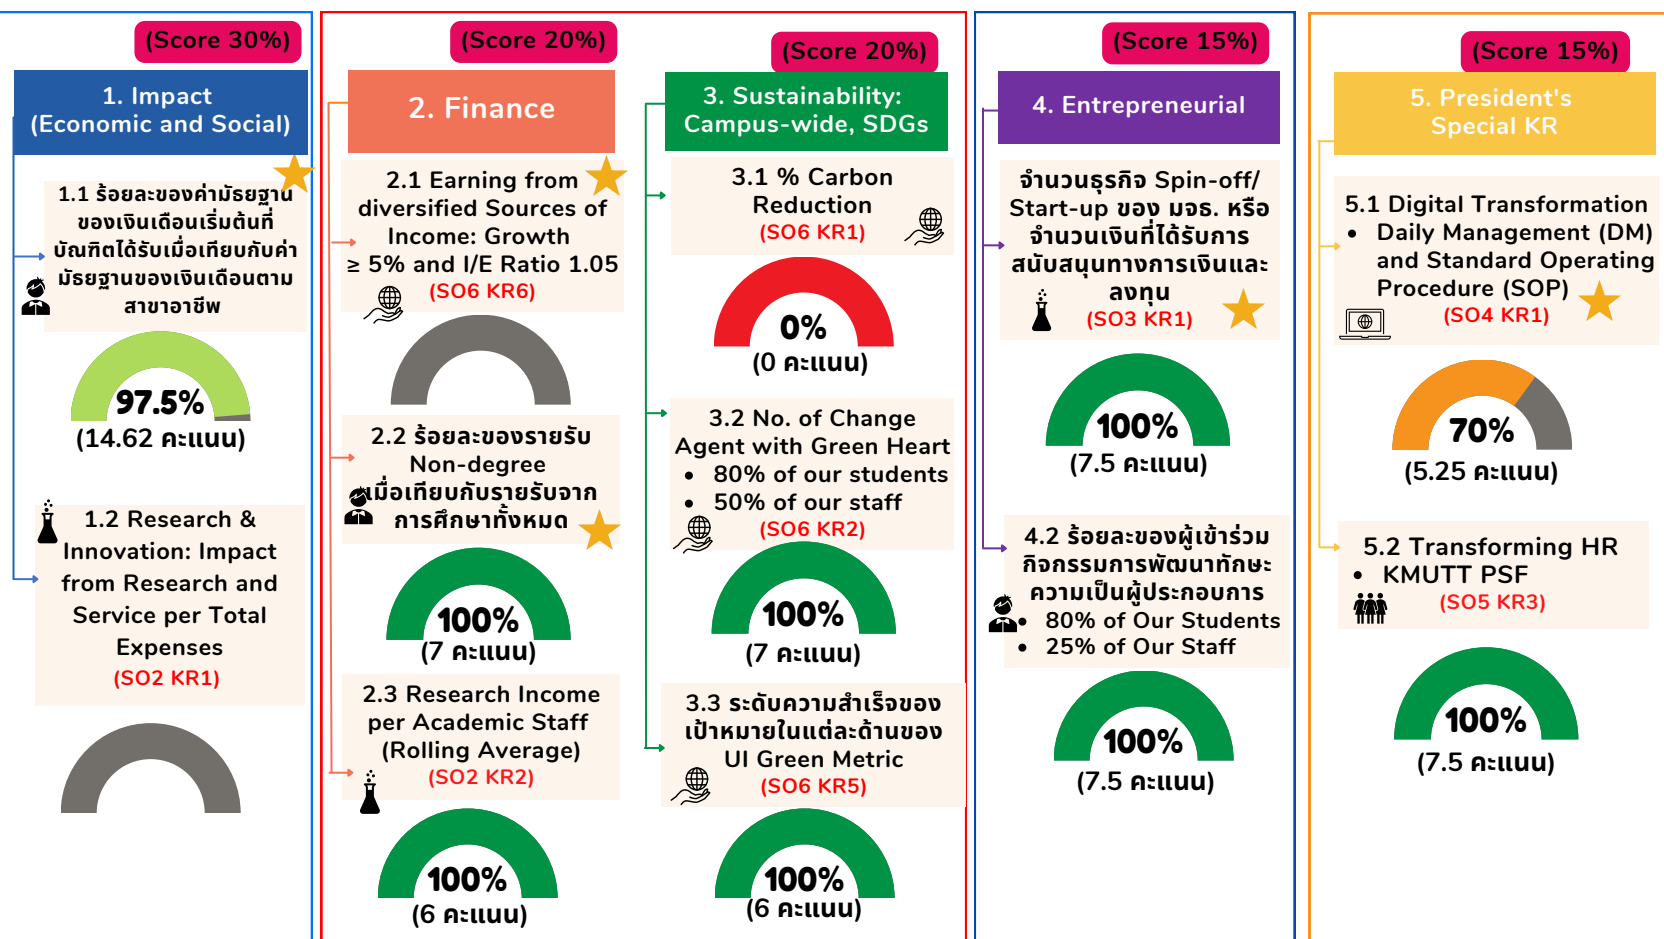 (Score 30%)
1. Impact
(Economic and Social)
1.1 ร้อยละของค่ามัธยฐาน
ของเงินเดือนเริ่มต้นที่
บัณฑิตได้รับเมื่อเทียบกับค่า
มัธยฐานของเงินเดือนตาม
สาขาอาชีพ
97.5%
(14.62 คะแนน)
1.2 Research &
Innovation: Impact
from Research and
Service per Total
Expenses
(SO2 KR1)
(Score 20%)
2. Finance
2.1 Earning from
diversified Sources of
Income: Growth
≥ 5% and I/E Ratio 1.05
(SO6 KR6)
2.2 ร้อยละของรายรับ
Non-degree
เมื่อเทียบกับรายรับจาก
การศึกษาทั้งหมด
100%
(7 คะแนน)
2.3 Research Income
per Academic Staff
(Rolling Average)
(SO2 KR2)
100%
(6 คะแนน)
(Score 20%)
3. Sustainability:
Campus-wide, SDGs
3.1 % Carbon
Reduction
(SO6 KR1)
0%
(0 คะแนน)
3.2 No. of Change
Agent with Green Heart
• 80% of our students
• 50% of our staff
(SO6 KR2)
100%
(7 คะแนน)
3.3 ระดับความสำเร็จของ
เป้าหมายในแต่ละด้านของ
UI Green Metric
(SO6 KR5)
100%
(6 คะแนน)
(Score 15%)
4. Entrepreneurial
จำนวนธุรกิจ Spin-off/
Start-up ของ มจธ. หรือ
จำนวนเงินที่ได้รับการ
สนับสนุนทางการเงินและ
ลงทุน
(SO3 KR1)
100%
(7.5 คะแนน)
4.2 ร้อยละของผู้เข้าร่วม
กิจกรรมการพัฒนาทักษะ
ความเป็นผู้ประกอบการ
• 80% of Our Students
• 25% of Our Staff
100%
(7.5 คะแนน)
(Score 15%)
5. President's
Special KR
5.1 Digital Transformation
• Daily Management (DM)
and Standard Operating
Procedure (SOP)
(SO4 KR1)
70%
(5.25 คะแนน)
5.2 Transforming HR
• KMUTT PSF
(SO5 KR3)
100%
(7.5 คะแนน)